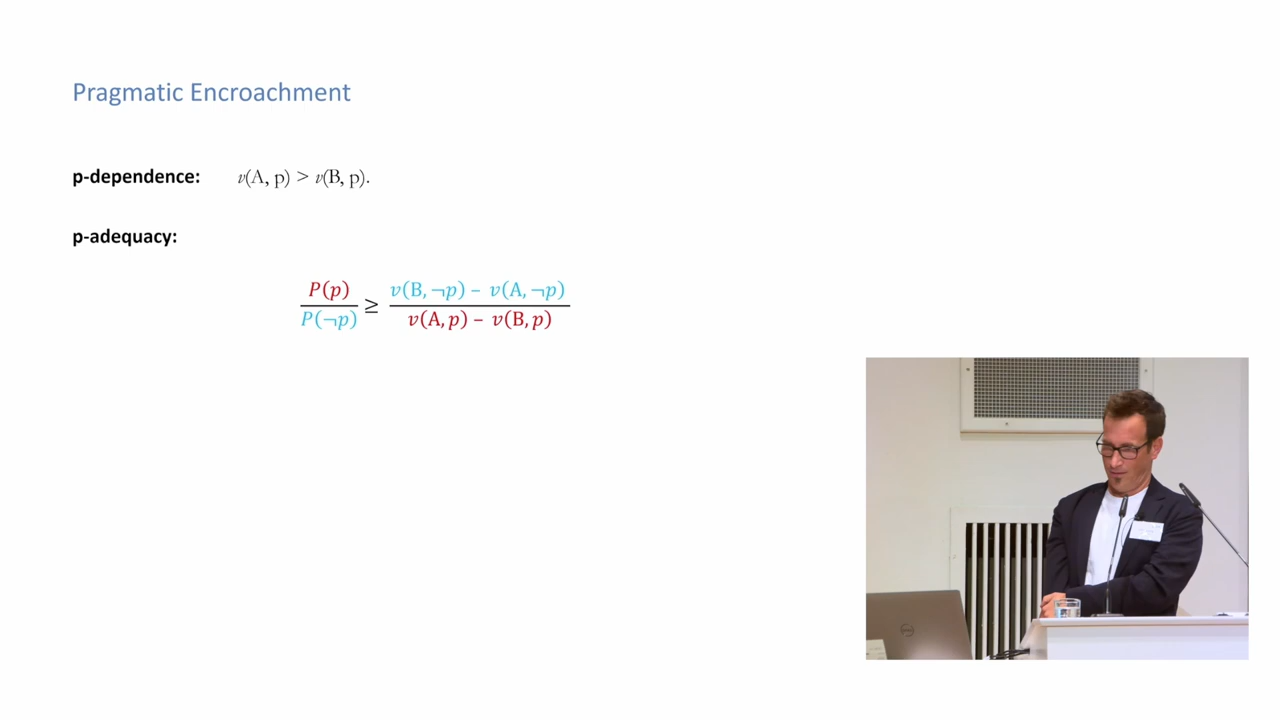 Pragmatic Encroachment
p-dependence: v(A, p) > v(B, p).
p-adequacy:
P(p) / P(¬p) ≥ v(B, ¬p) – v(A, ¬p) / v(A, p) – v(B, p)